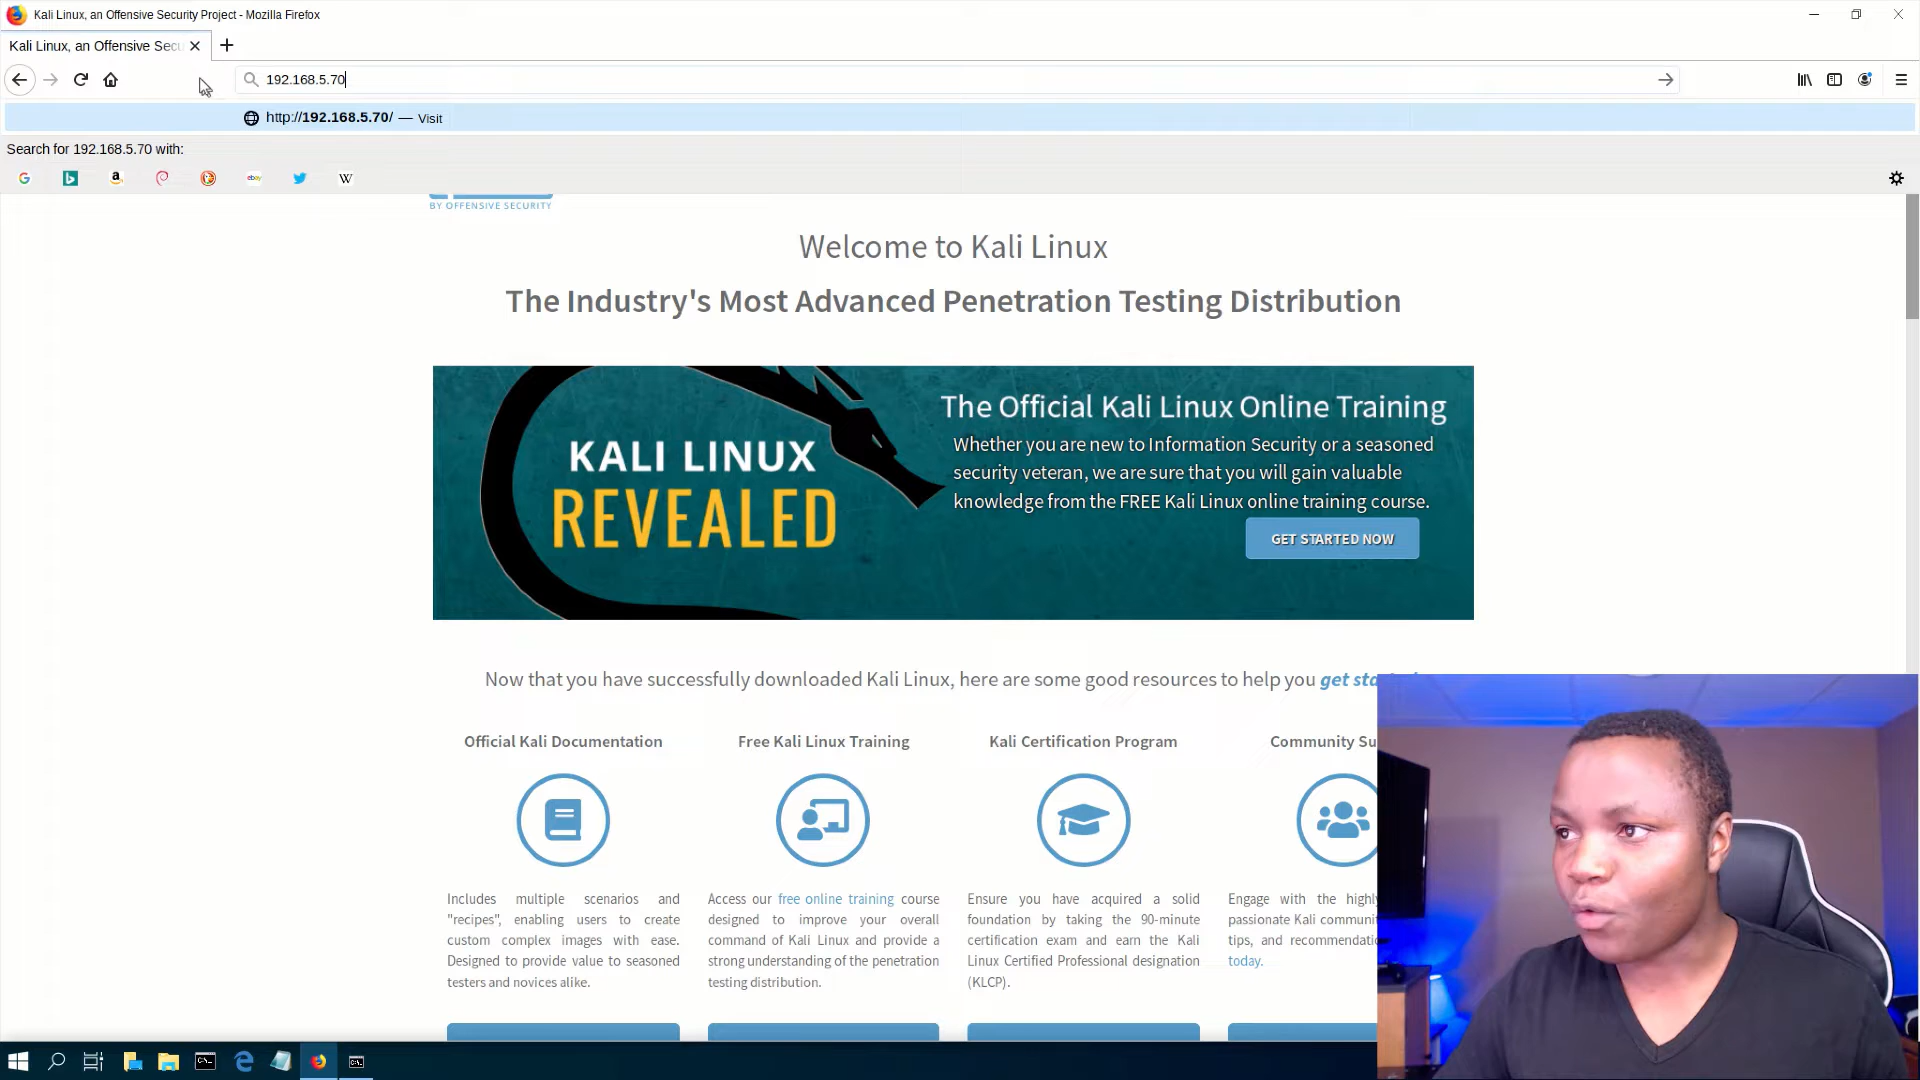 Kali Linux, an Offensive Security Project - Mozilla Firefox
Kali Linux, an Offensive Secu
192.168.5.70
http://192.168.5.70/ — Visit
Search for 192.168.5.70 with:
BY OFFENSIVE SECURITY
Welcome to Kali Linux
The Industry's Most Advanced Penetration Testing Distribution
KALI LINUX
REVEALED
The Official Kali Linux Online Training
Whether you are new to Information Security or a seasoned
security veteran, we are sure that you will gain valuable
knowledge from the FREE Kali Linux online training course.
GET STARTED NOW
Now that you have successfully downloaded Kali Linux, here are some good resources to help you get
Official Kali Documentation
Includes multiple scenarios and
"recipes", enabling users to create
custom complex images with ease.
Designed to provide value to seasoned
testers and novices alike.
Free Kali Linux Training
Access our free online training course
designed to improve your overall
command of Kali Linux and provide a
strong understanding of the penetration
testing distribution.
Kali Certification Program
Ensure you have acquired a solid
foundation by taking the 90-minute
certification exam and earn the Kali
Linux Certified Professional designation
(KLCP).
Community Su
Engage with the highl
passionate Kali communi
tips, and recommendatio
today.